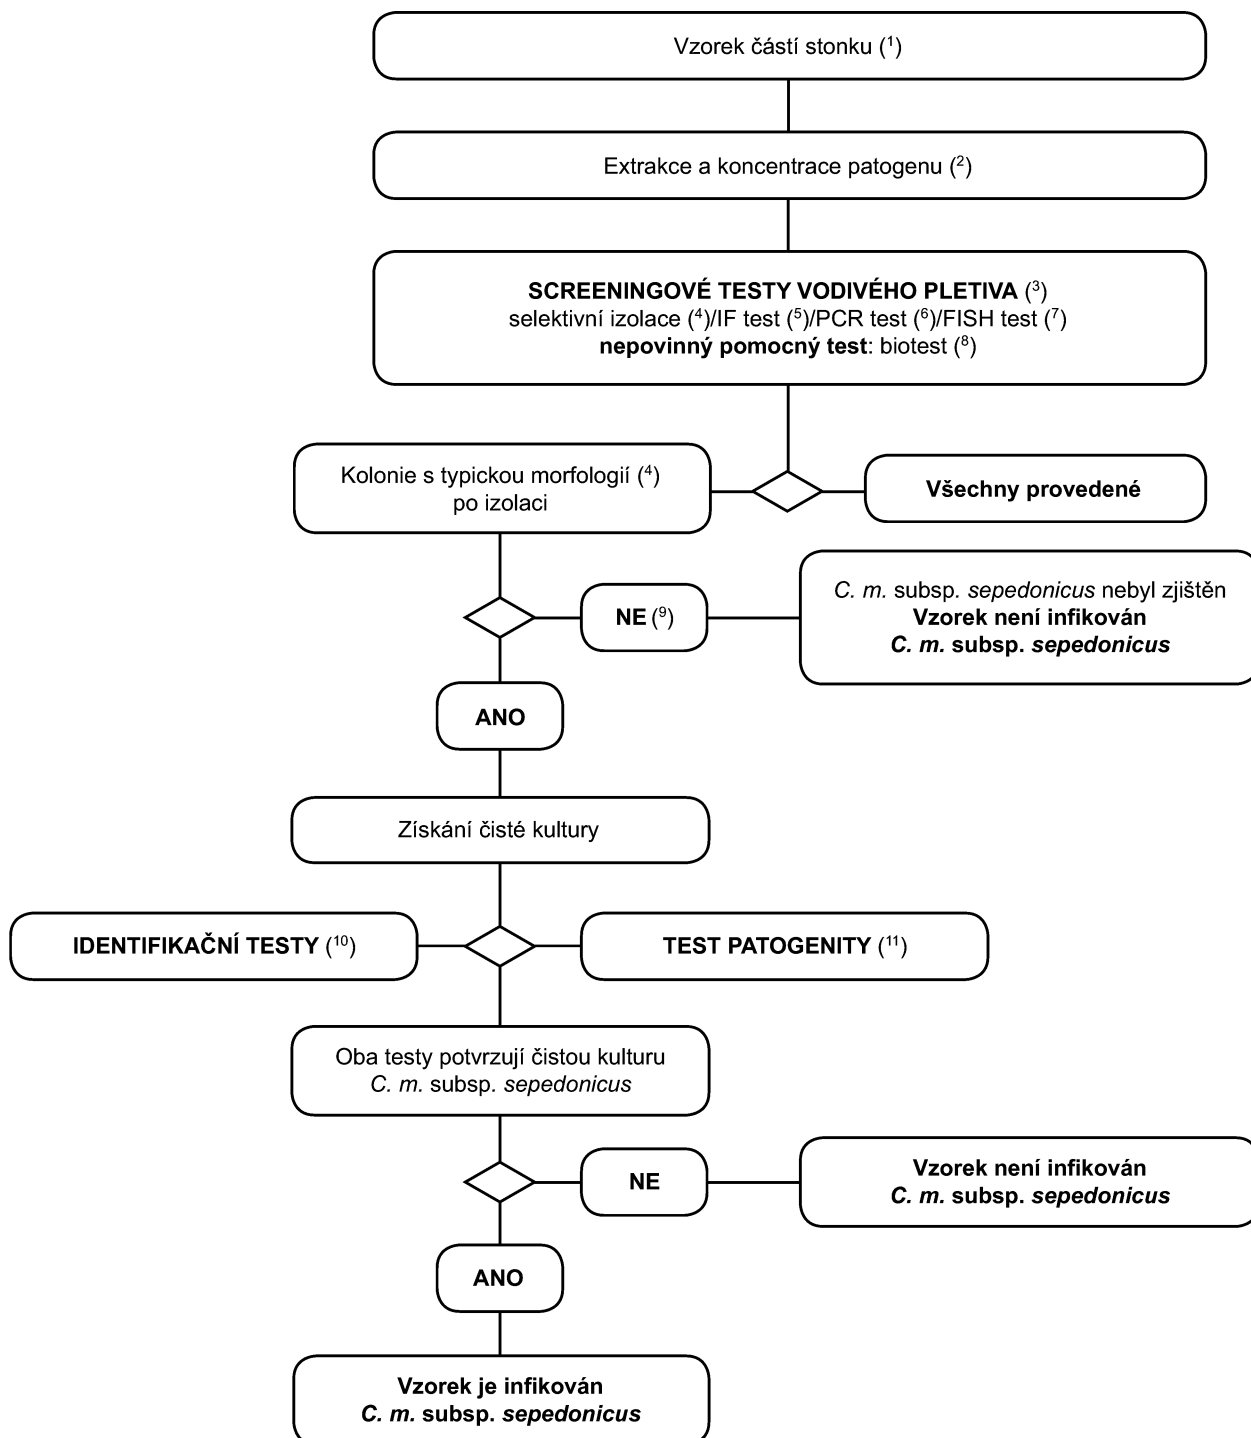 Vzorek částí stonku (¹)
Extrakce a koncentrace patogenu (²)
SCREENINGOVÉ TESTY VODIVÉHO PLETIVA (³)
selektivní izolace (⁴)/IF test (⁵)/PCR test (⁶)/FISH test (⁷)
nepovinný pomocný test: biotest (⁸)
Kolonie s typickou morfologií (⁴)
po izolaci
Všechny provedené
NE (⁹)
C. m. subsp. sepedonicus nebyl zjištěn
Vzorek není infikován
C. m. subsp. sepedonicus
ANO
Získání čisté kultury
IDENTIFIKAČNÍ TESTY (¹⁰)
TEST PATOGENITY (¹¹)
Oba testy potvrzují čistou kulturu
C. m. subsp. sepedonicus
NE
Vzorek není infikován
C. m. subsp. sepedonicus
ANO
Vzorek je infikován
C. m. subsp. sepedonicus